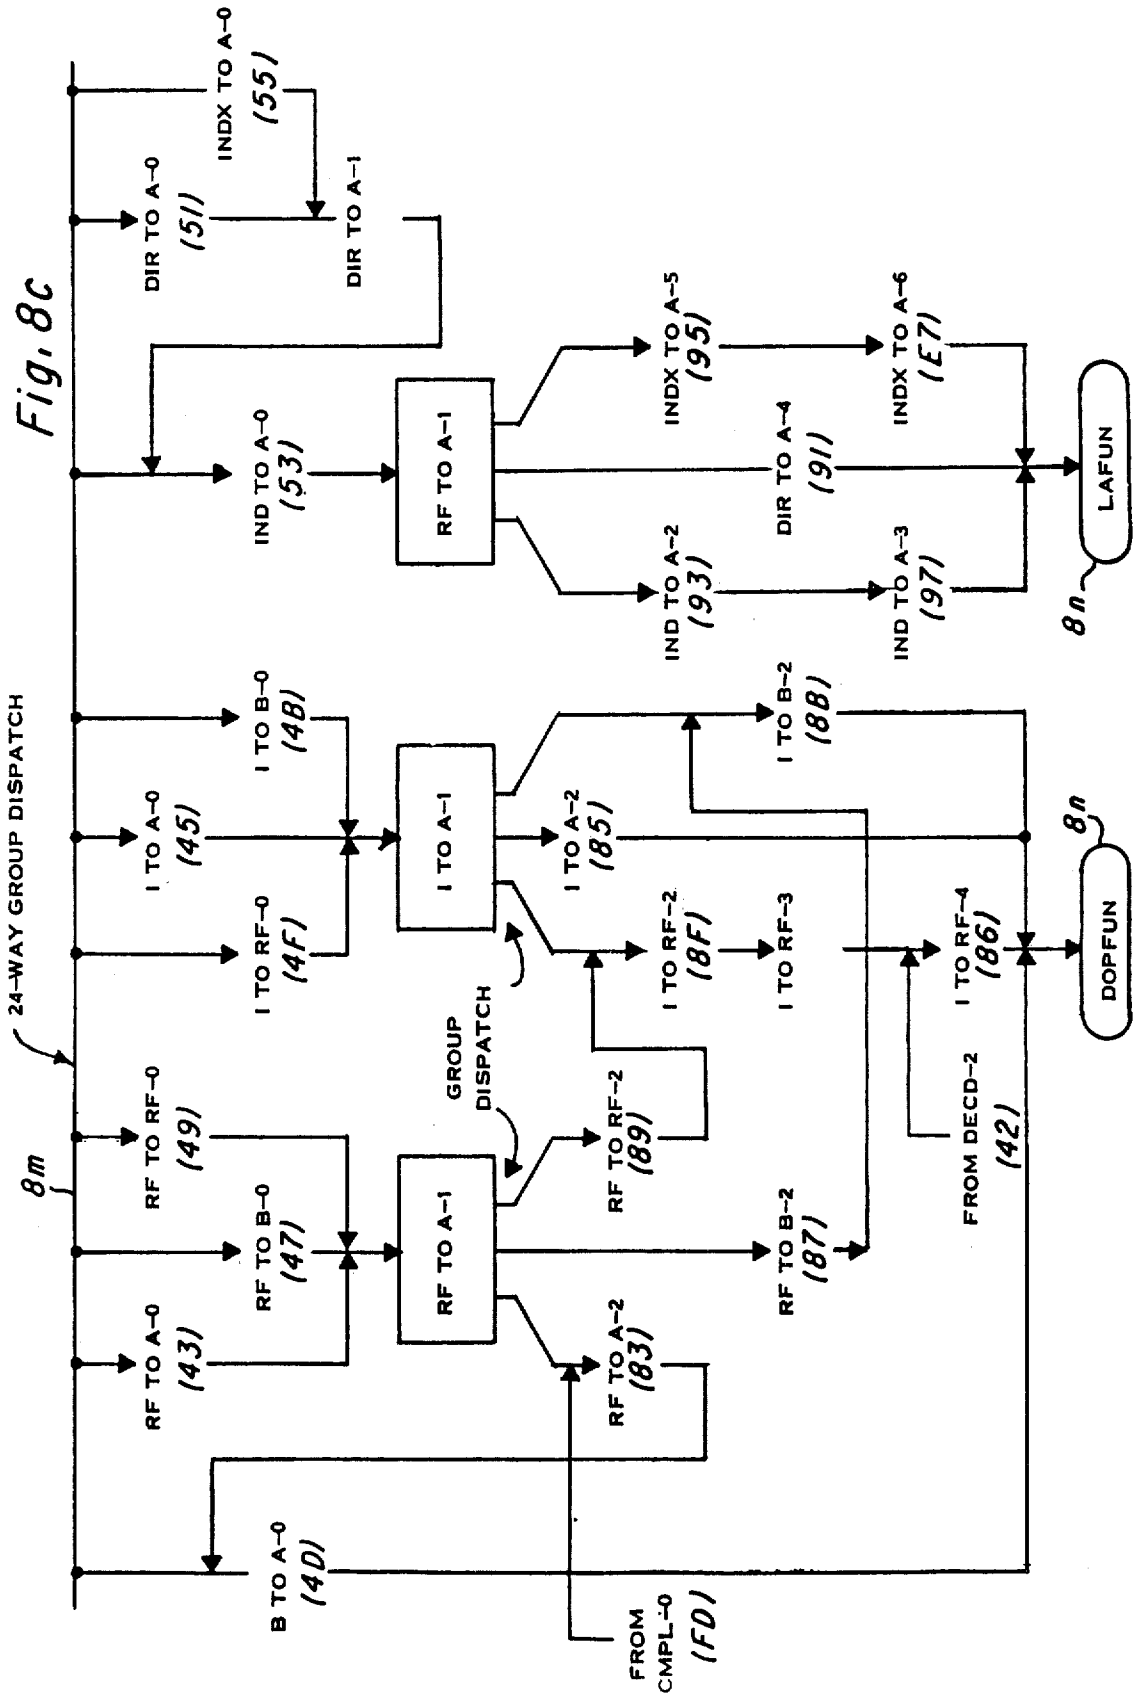 Fig. 8C
24-WAY GROUP DISPATCH
8m
B TO A-0
(4D)
RF TO A-0
(43)
RF TO B-0
(47)
RF TO RF-0
(49)
I TO RF-0
(4F)
I TO A-0
(45)
I TO B-0
(4B)
IND TO A-0
(53)
DIR TO A-0
(51)
DIR TO A-1
INDX TO A-0
(55)
RF TO A-1
GROUP
DISPATCH
I TO A-1
RF TO A-1
FROM
CMPL-0
(FD)
RF TO A-2
(83)
RF TO B-2
(87)
RF TO RF-2
(89)
I TO RF-2
(8F)
I TO RF-3
I TO RF-4
(86)
FROM DECD-2
(42)
I TO A-2
(85)
I TO B-2
(8B)
IND TO A-2
(93)
IND TO A-3
(97)
DIR TO A-4
(91)
INDX TO A-5
(95)
INDX TO A-6
(E7)
DOPFUN
8n
LAFUN
8n